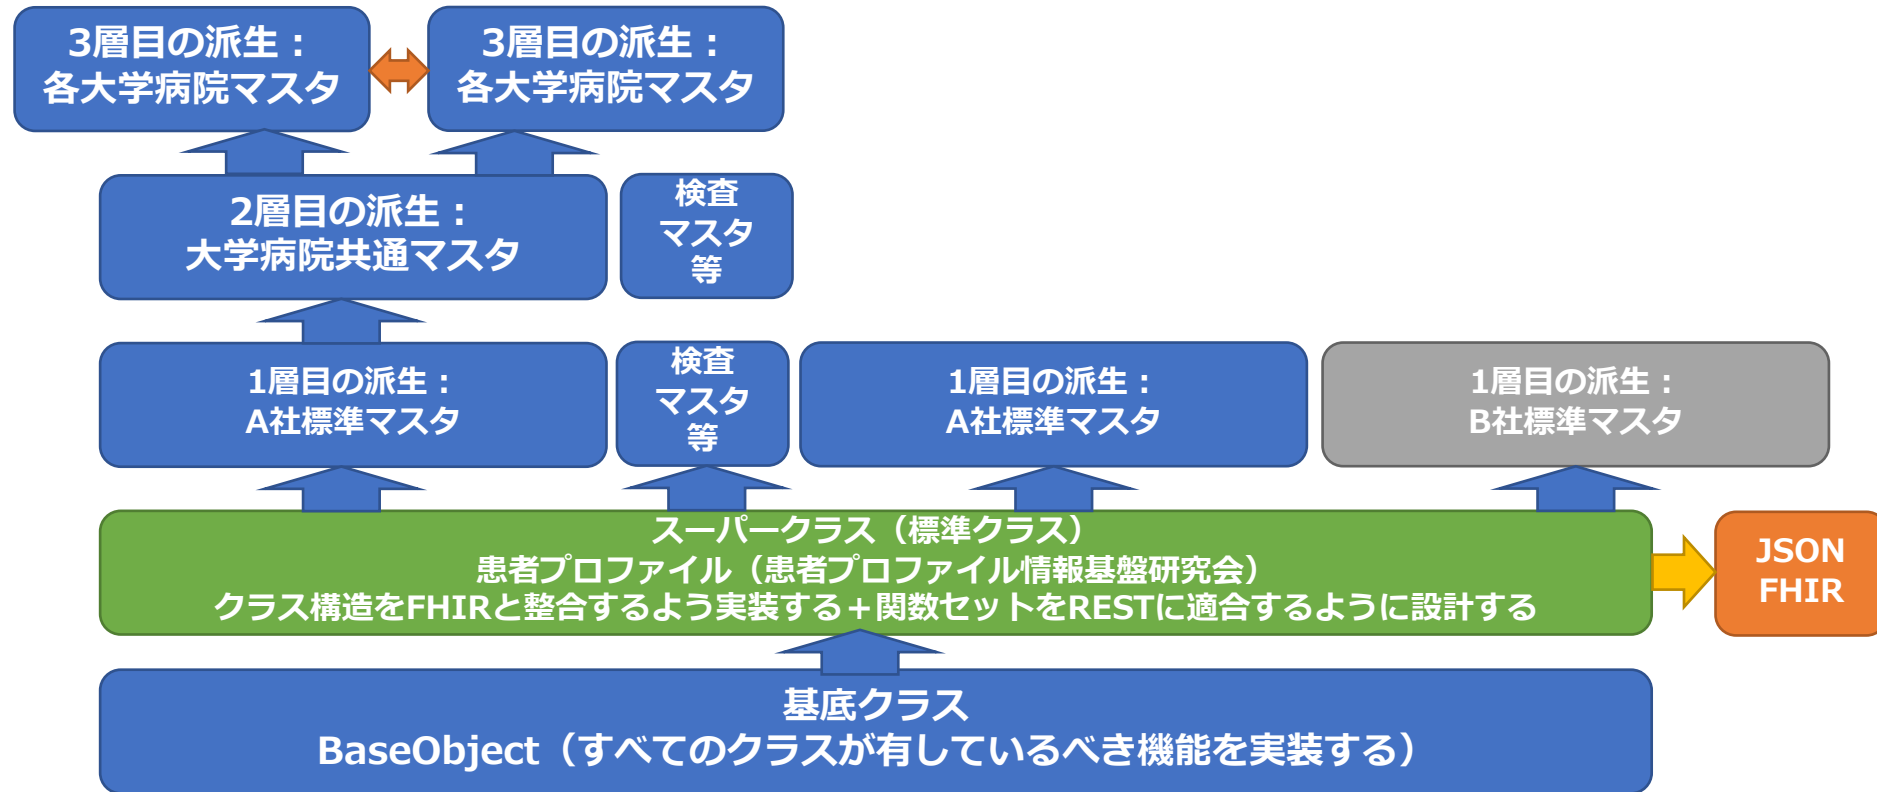 3層目の派生：
各大学病院マスタ
3層目の派生：
各大学病院マスタ
2層目の派生：
大学病院共通マスタ
検査
マスタ
等
1層目の派生：
A社標準マスタ
検査
マスタ
等
1層目の派生：
A社標準マスタ
1層目の派生：
B社標準マスタ
スーパークラス（標準クラス）
患者プロファイル（患者プロファイル情報基盤研究会）
クラス構造をFHIRと整合するよう実装する＋関数セットをRESTに適合するように設計する
JSON
FHIR
基底クラス
BaseObject（すべてのクラスが有しているべき機能を実装する）